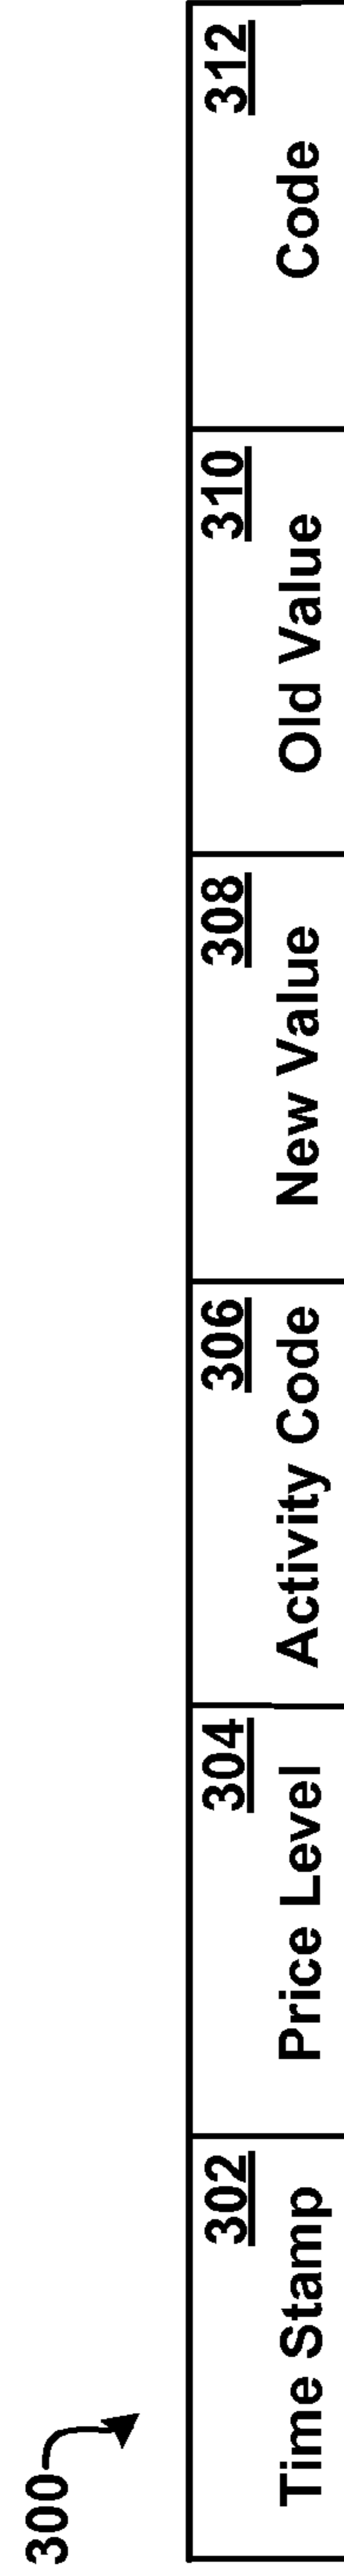 300
302
Time Stamp
304
Price Level
306
Activity Code
308
New Value
310
Old Value
312
Code